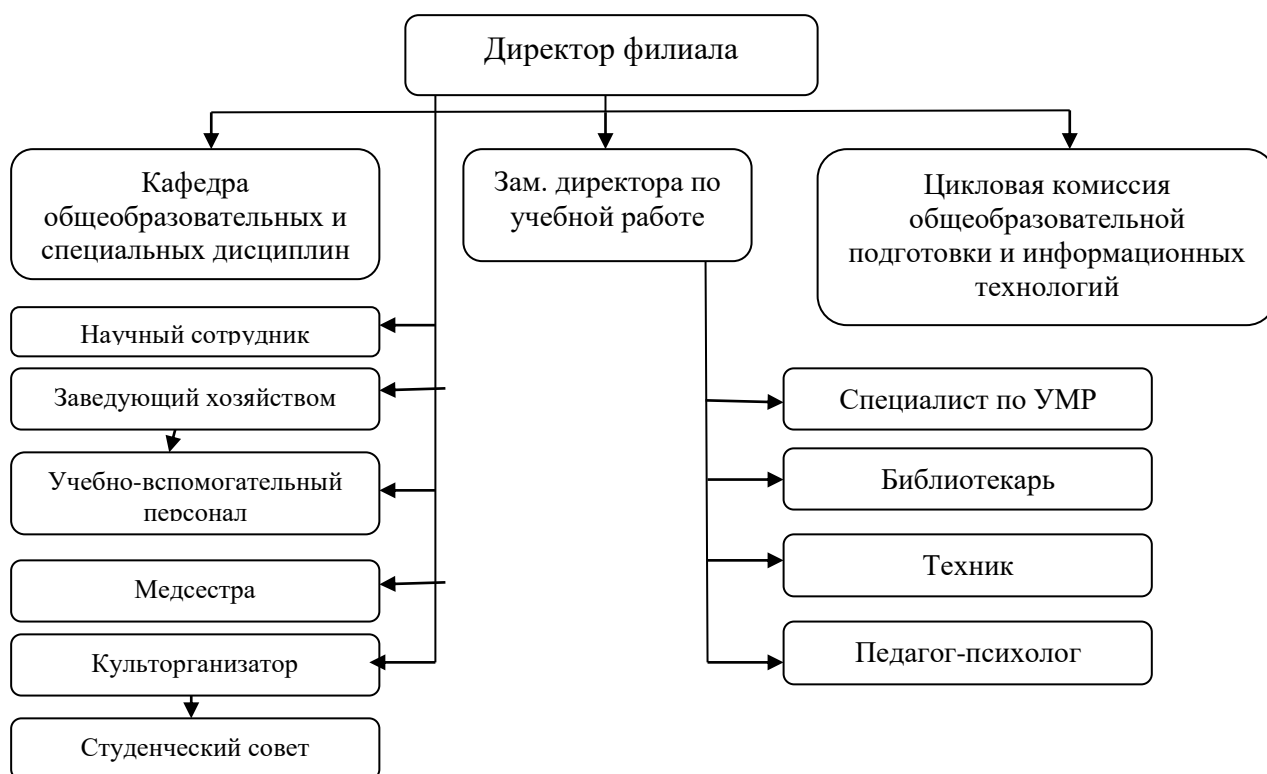 Директор филиала
Кафедра
общеобразовательных и
специальных дисциплин
Зам. директора по
учебной работе
Цикловая комиссия
общеобразовательной
подготовки и информационных
технологий
Научный сотрудник
Заведующий хозяйством
Учебно-вспомогательный
персонал
Медсестра
Культорганизатор
Студенческий совет
Специалист по УМР
Библиотекарь
Техник
Педагог-психолог